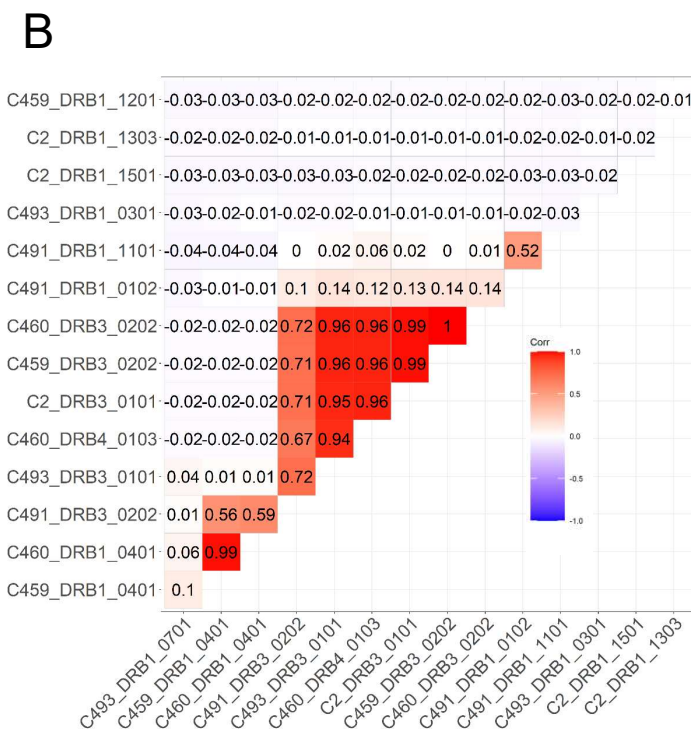 B
C459_DRB1_1201 -0.03-0.03-0.03-0.02-0.02-0.02-0.02-0.02-0.02-0.02-0.03-0.02-0.02-0.01
C2_DRB1_1303 -0.02-0.02-0.02-0.01-0.01-0.01-0.01-0.01-0.01-0.02-0.02-0.01-0.02
C2_DRB1_1501 -0.03-0.03-0.03-0.03-0.03-0.02-0.02-0.02-0.02-0.03-0.03-0.02
C493_DRB1_0301 -0.03-0.02-0.01-0.02-0.02-0.01-0.01-0.01-0.01-0.02-0.03
C491_DRB1_1101 -0.04-0.04-0.04 0 0.02 0.06 0.02 0 0.01 0.52
C491_DRB1_0102 -0.03-0.01-0.01 0.1 0.14 0.12 0.13 0.14 0.14
C460_DRB3_0202 -0.02-0.02-0.02 0.72 0.96 0.96 0.99 1
C459_DRB3_0202 -0.02-0.02-0.02 0.71 0.96 0.96 0.99
C2_DRB3_0101 -0.02-0.02-0.02 0.71 0.95 0.96
C460_DRB4_0103 -0.02-0.02-0.02 0.67 0.94
C493_DRB3_0101 0.04 0.01 0.01 0.72
C491_DRB3_0202 0.01 0.56 0.59
C460_DRB1_0401 0.06 0.99
C459_DRB1_0401 0.1
Corr
1.0
0.5
0.0
-0.5
-1.0
C493_DRB1_0701
C459_DRB1_0401
C460_DRB1_0401
C491_DRB3_0202
C493_DRB3_0101
C460_DRB4_0103
C2_DRB3_0101
C459_DRB3_0202
C460_DRB3_0202
C491_DRB1_0102
C491_DRB1_1101
C493_DRB1_0301
C2_DRB1_1501
C2_DRB1_1303